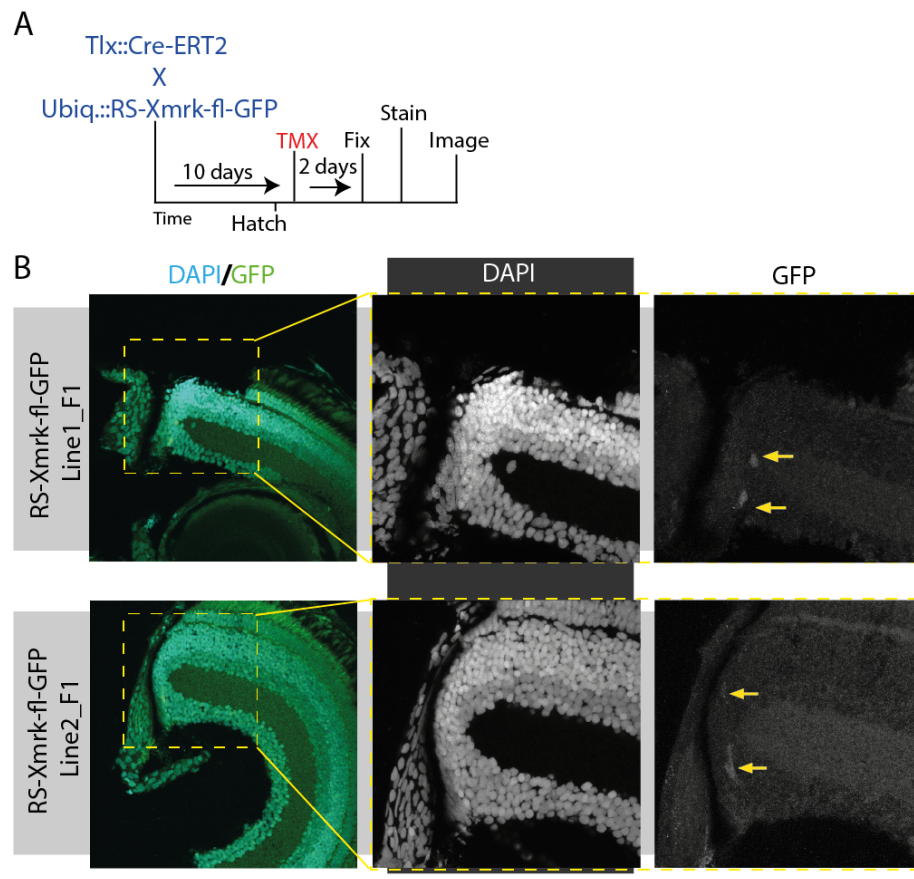 A
Tlx::Cre-ERT2
X
Ubiq.::RS-Xmrk-fl-GFP
10 days
TMX
2 days
Fix
Stain
Image
Time
Hatch
B
DAPI/GFP
DAPI
GFP
RS-Xmrk-fl-GFP
Line1_F1
RS-Xmrk-fl-GFP
Line2_F1